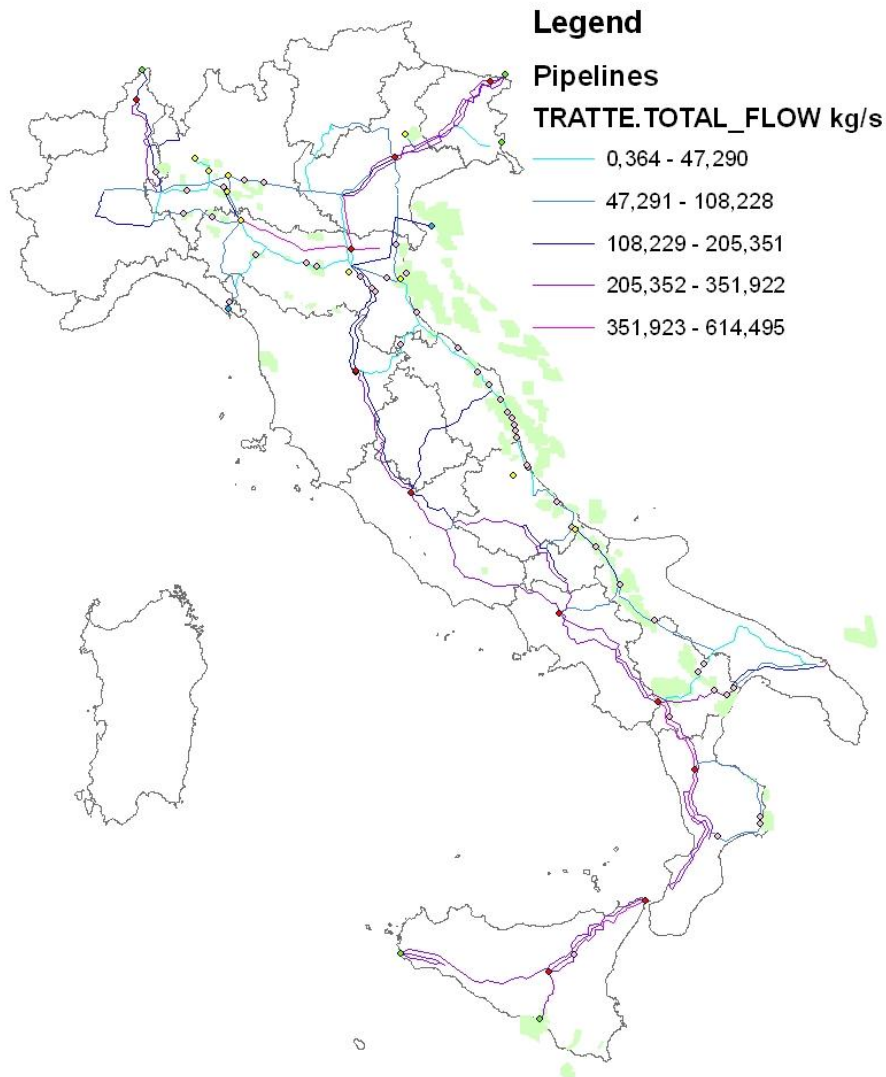 Legend
Pipelines
TRATTE.TOTAL_FLOW kg/s
0,364 - 47,290
47,291 - 108,228
108,229 - 205,351
205,352 - 351,922
351,923 - 614,495